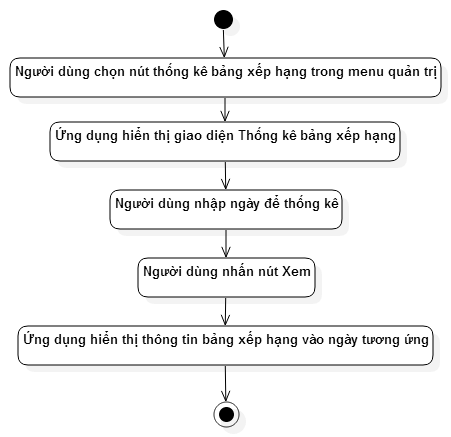 Người dùng chọn nút thống kê bảng xếp hạng trong menu quản trị
Ứng dụng hiển thị giao diện Thống kê bảng xếp hạng
Người dùng nhập ngày để thống kê
Người dùng nhấn nút Xem
Ứng dụng hiển thị thông tin bảng xếp hạng vào ngày tương ứng